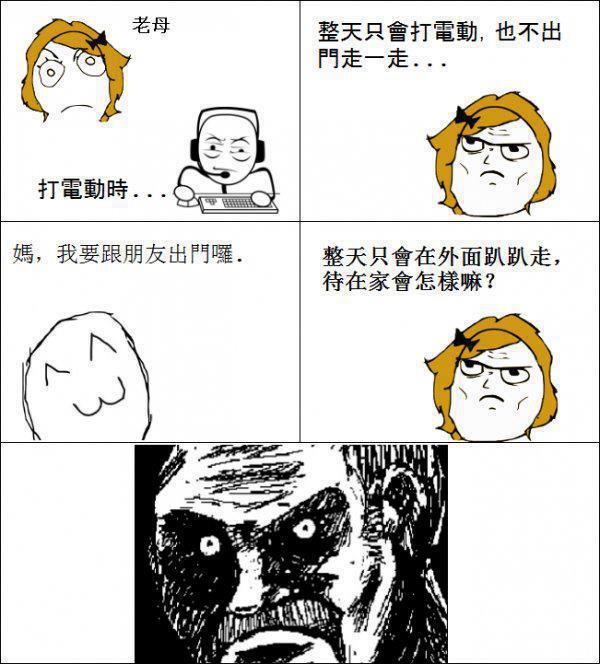 老母
打電動時...
整天只會打電動, 也不出
門走一走...
媽，我要跟朋友出門囉.
整天只會在外面趴趴走,
待在家會怎樣嘛?